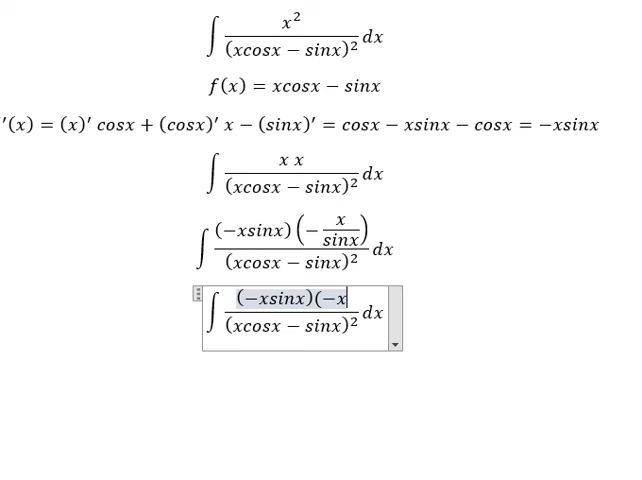 ∫ x² / (xcosx − sinx)² dx
f(x) = xcosx − sinx
′(x) = (x)′ cosx + (cosx)′ x − (sinx)′ = cosx − xsinx − cosx = −xsinx
∫ x x / (xcosx − sinx)² dx
∫ (−xsinx)(− x / sinx) / (xcosx − sinx)² dx
∫ (−xsinx)(−x / (xcosx − sinx)² dx